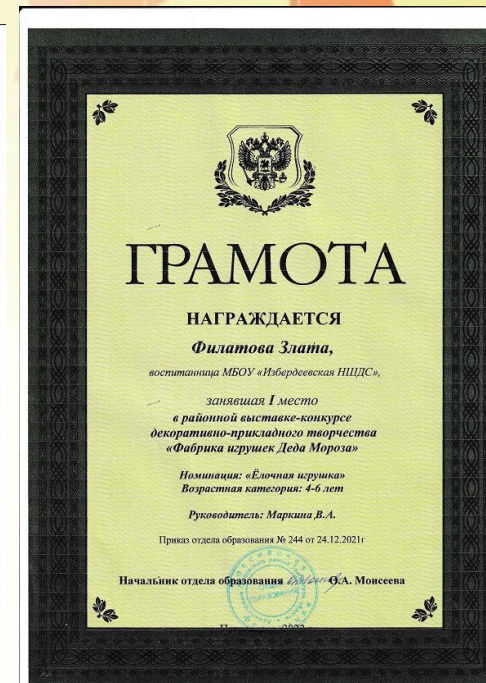 ГРАМОТА
НАГРАЖДАЕТСЯ
Филатова Злата,
воспитанница МБОУ «Избердеевская НШДС»,
занявшая I место
в районной выставке-конкурсе
декоративно-прикладного творчества
«Фабрика игрушек Деда Мороза»
Номинация: «Ёлочная игрушка»
Возрастная категория: 4-6 лет
Руководитель: Маркина В.А.
Приказ отдела образования № 244 от 24.12.2021г
Начальник отдела образования О.А. Моисеева
ОБРАЗОВАНИЯ